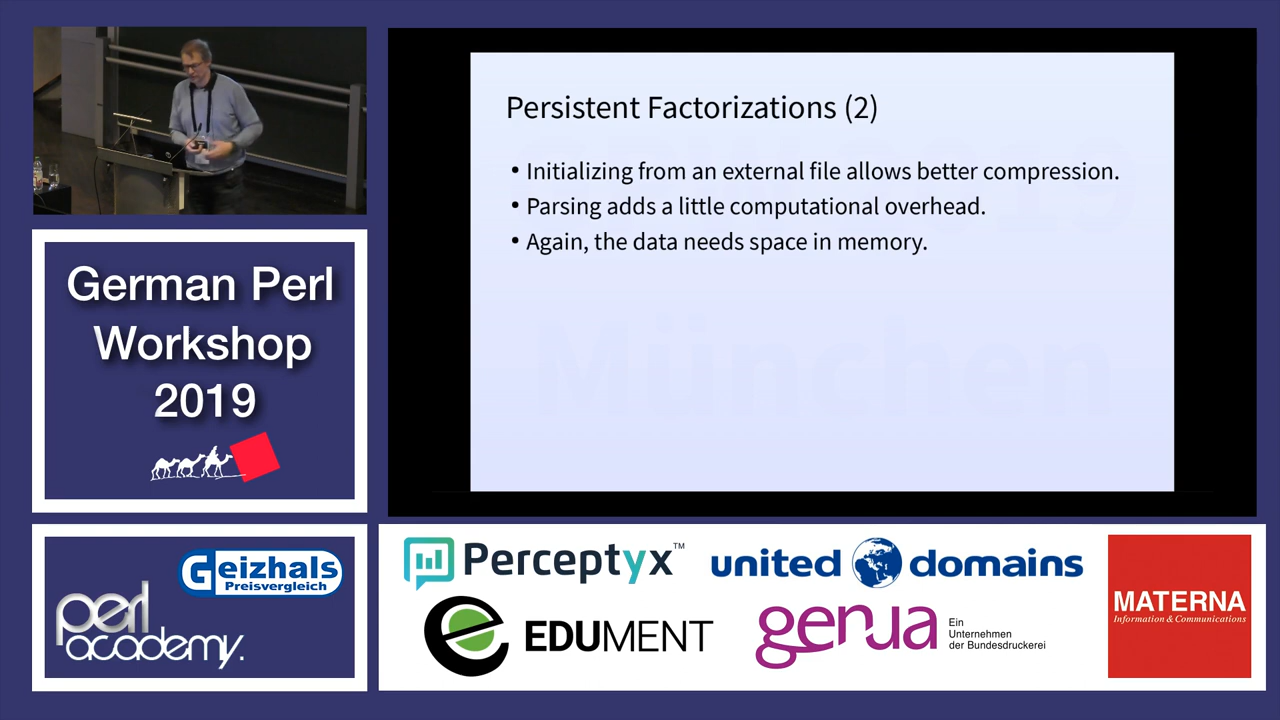 Persistent Factorizations (2)
• Initializing from an external file allows better compression.
• Parsing adds a little computational overhead.
• Again, the data needs space in memory.
München
German Perl
Workshop
2019
Geizhals
Preisvergleich
perl
academy.
Perceptyx™
united domains
EDUMENT
genua
Ein
Unternehmen
der Bundesdruckerei
MATERNA
Information & Communications